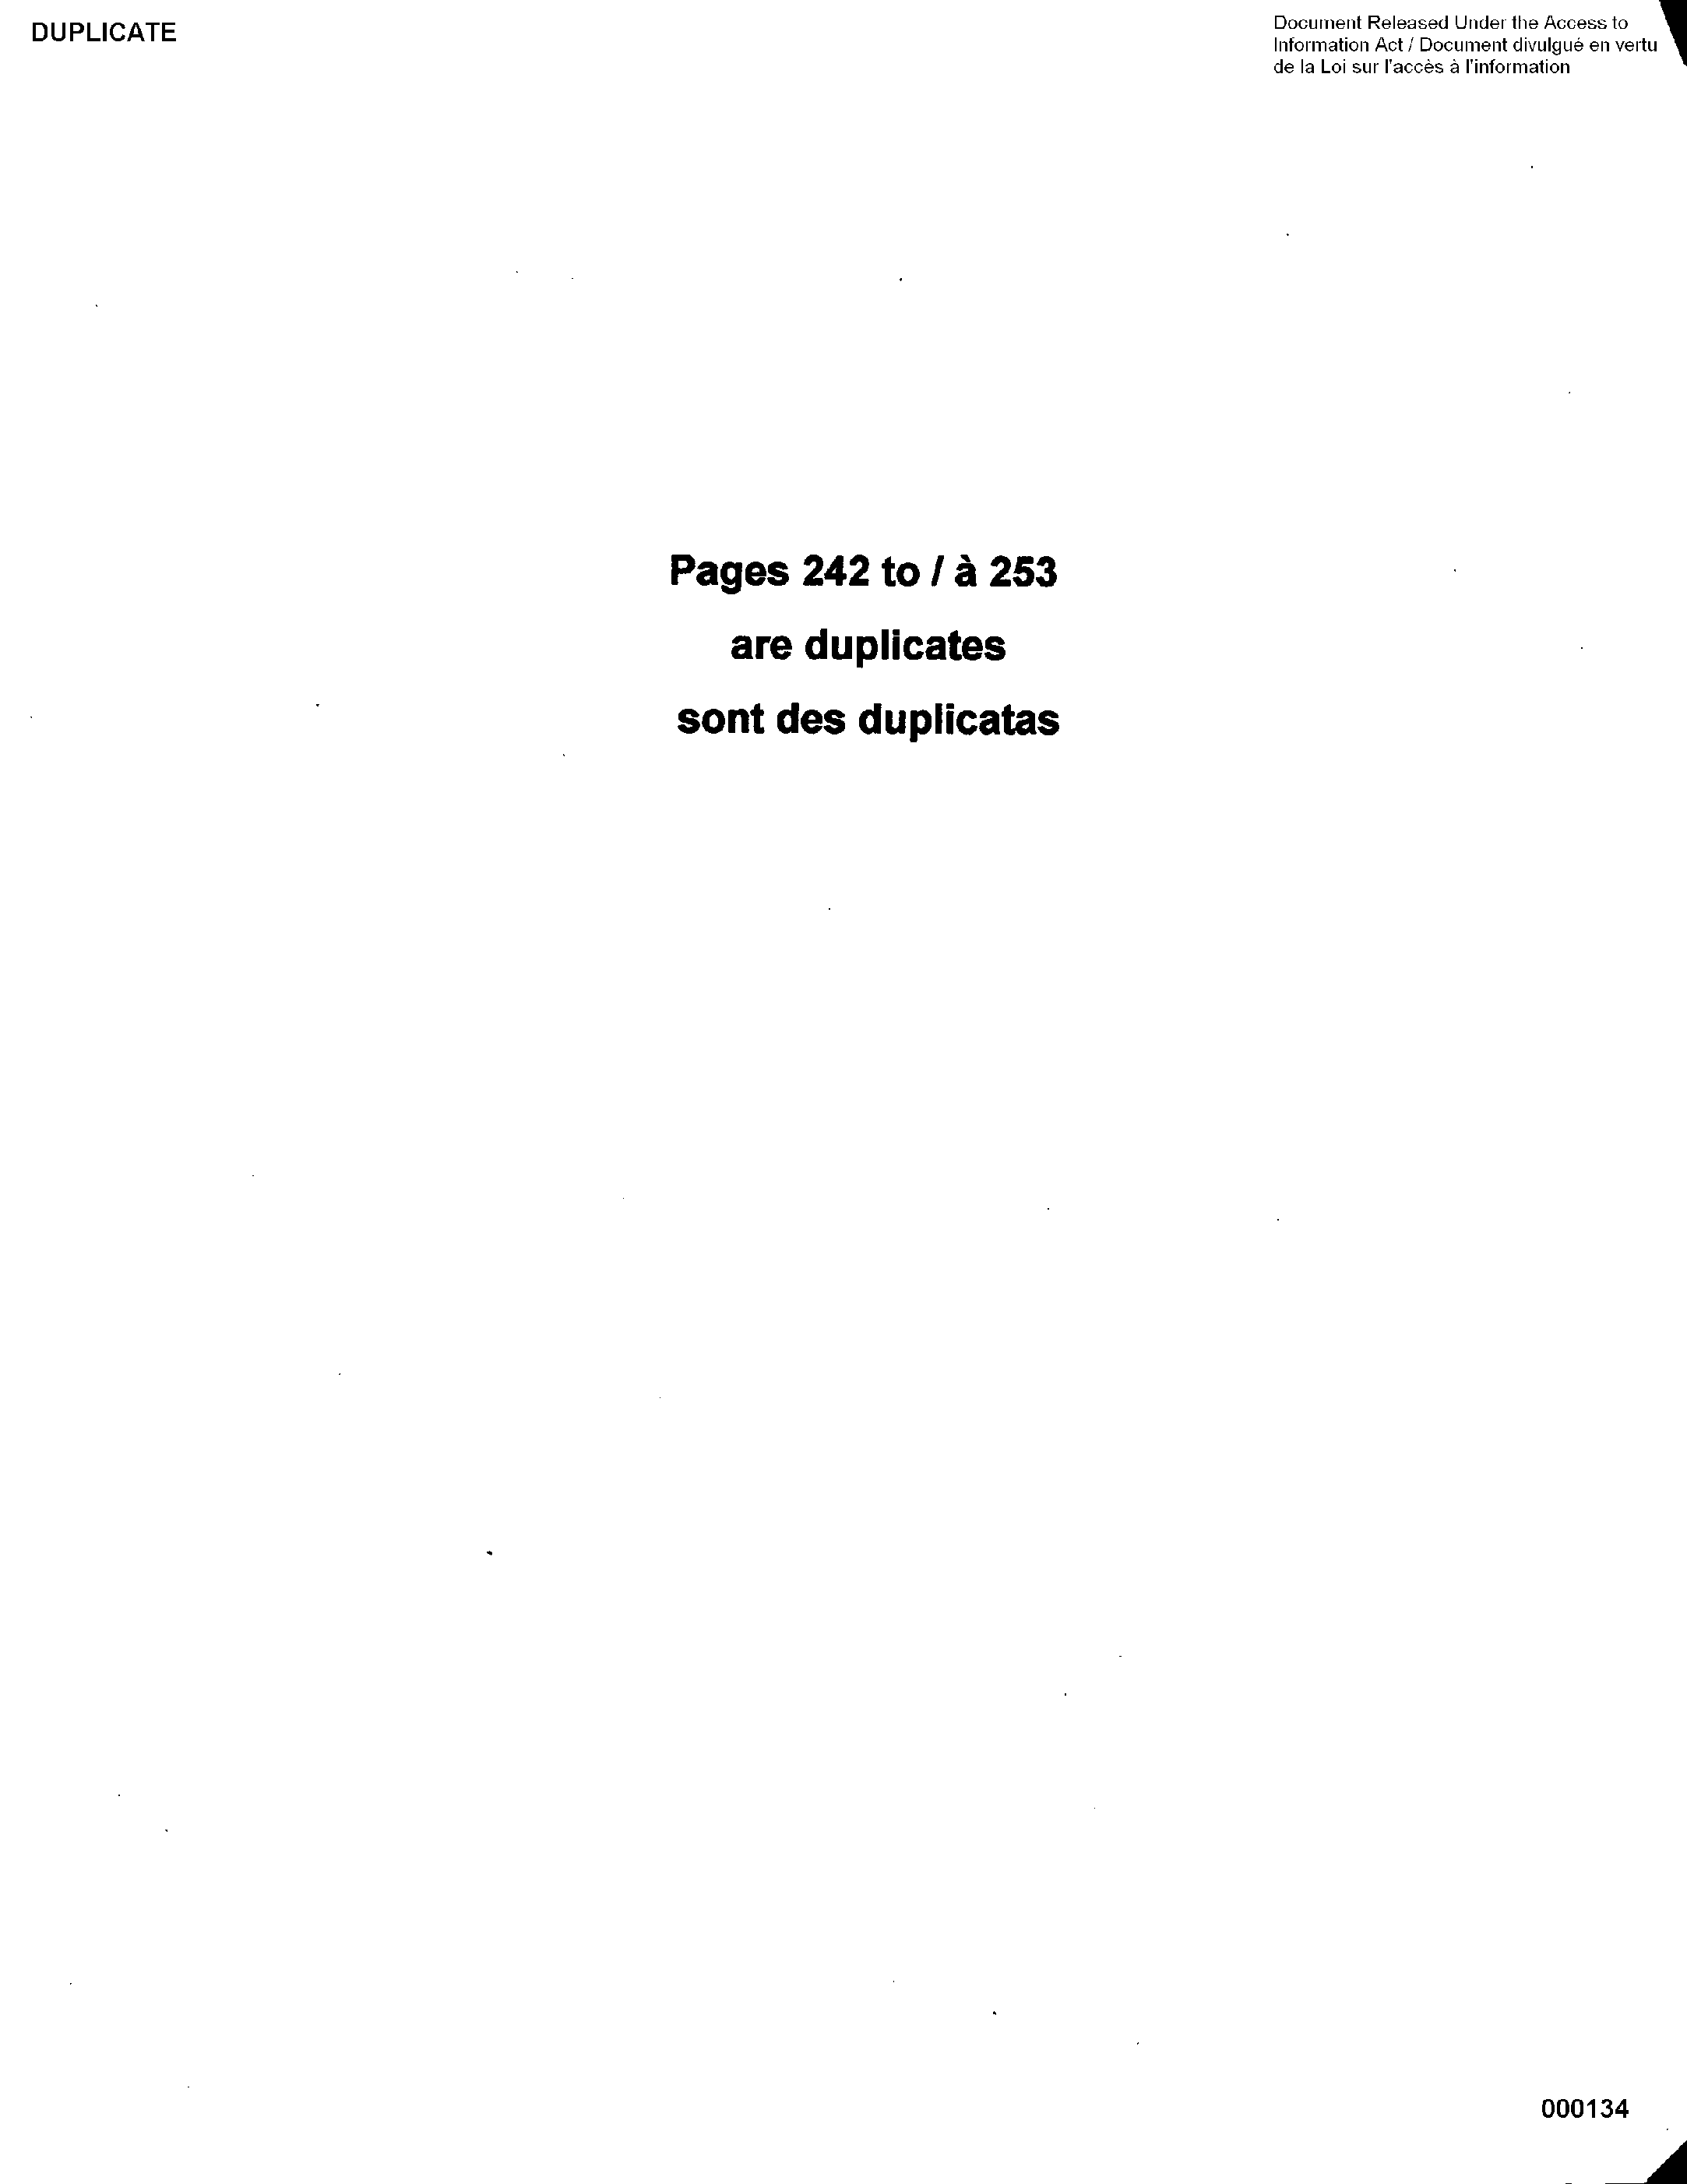 DUPLICATE
Document Released Under the Access to
Information Act / Document divulgué en vertu
de la Loi sur l'accès à l'information
Pages 242 to / à 253
are duplicates
sont des duplicatas
000134